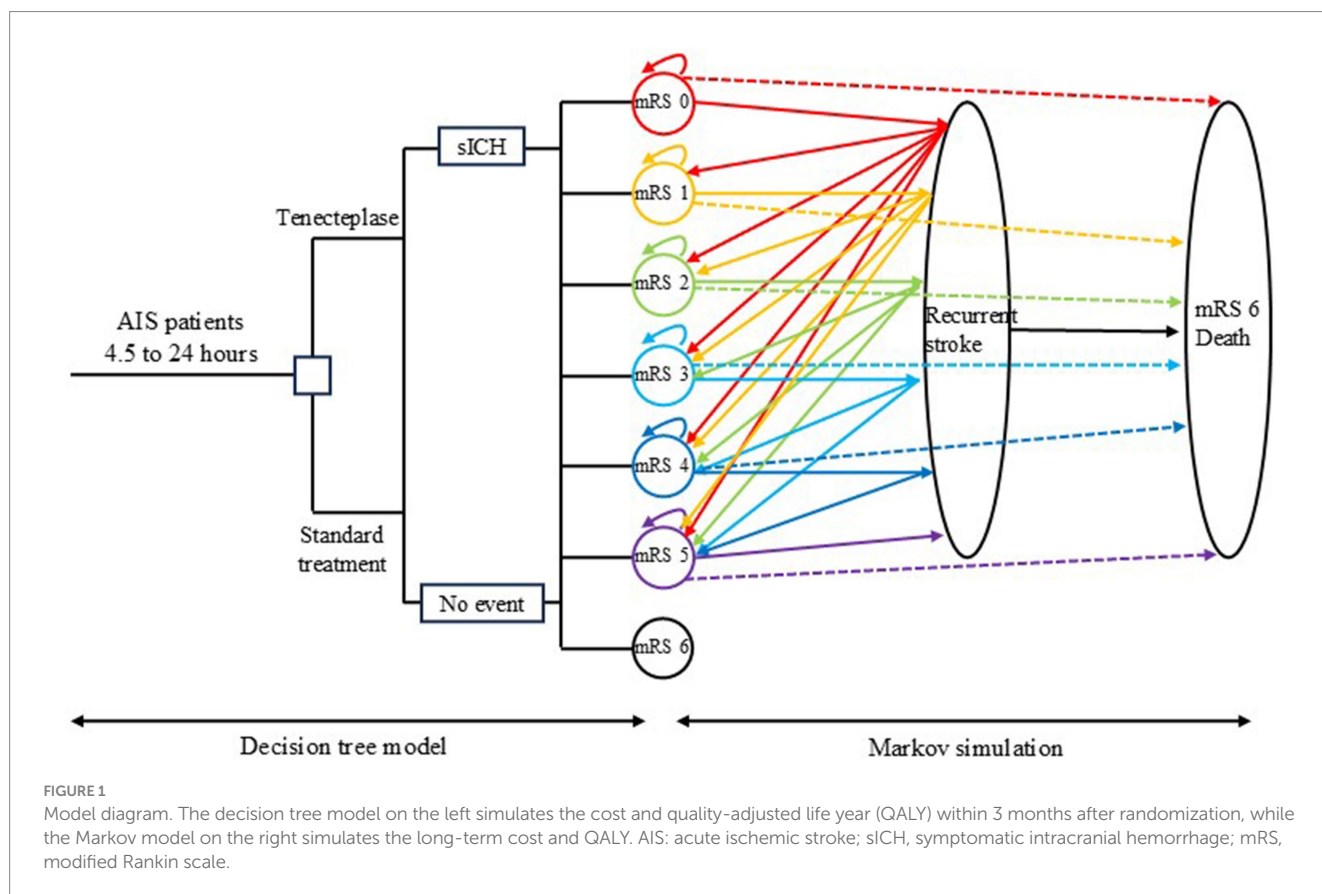 mRS 0
sICH
mRS 1
Tenecteplase
mRS 2
AIS patients
4.5 to 24 hours
Recurrent
stroke
mRS 6
Death
mRS 3
mRS 4
Standard
treatment
mRS 5
No event
mRS 6
Decision tree model
Markov simulation
FIGURE 1
Model diagram. The decision tree model on the left simulates the cost and quality-adjusted life year (QALY) within 3 months after randomization, while
the Markov model on the right simulates the long-term cost and QALY. AIS: acute ischemic stroke; sICH, symptomatic intracranial hemorrhage; mRS,
modified Rankin scale.